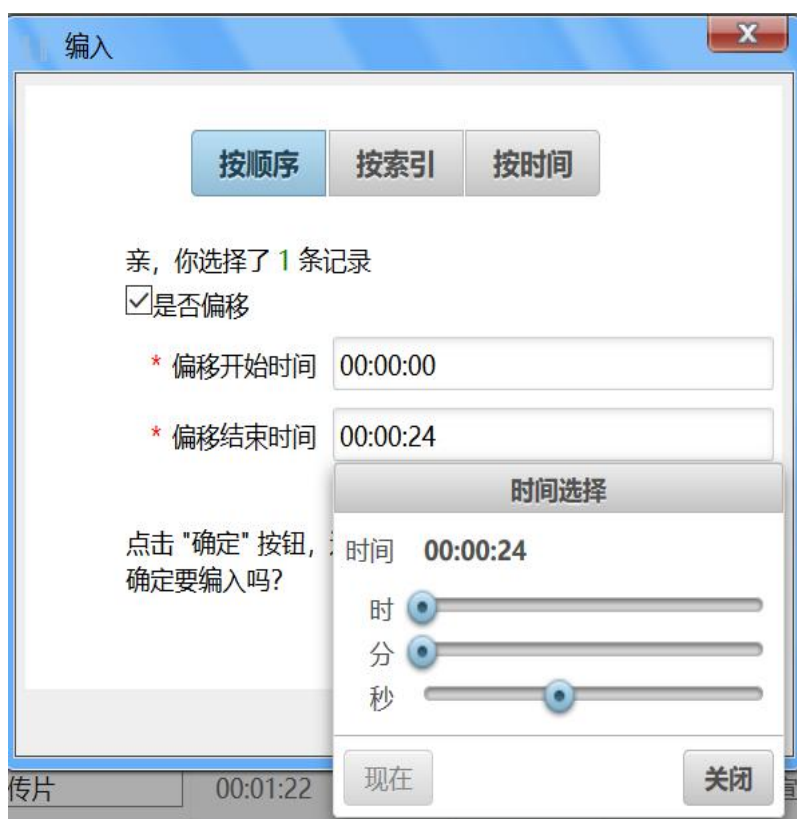 编入
按顺序 按索引 按时间
亲，你选择了 1 条记录
是否偏移
* 偏移开始时间 00:00:00
* 偏移结束时间 00:00:24
时间选择
点击 "确定" 按钮，
确定要编入吗？
时间 00:00:24
时
分
秒
现在 关闭
传片 00:01:22